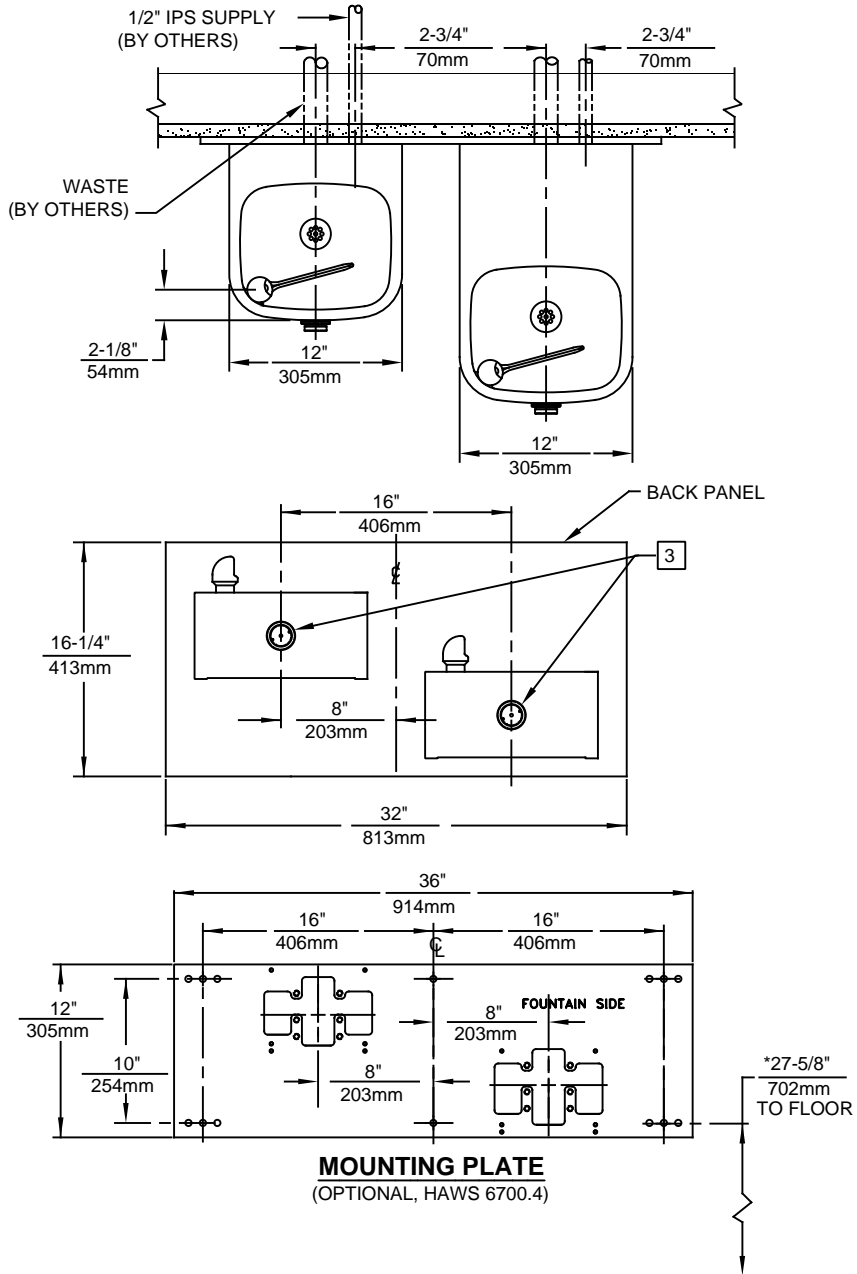 1/2" IPS SUPPLY
(BY OTHERS)
2-3/4"
70mm
2-3/4"
70mm
WASTE
(BY OTHERS)
2-1/8"
54mm
12"
305mm
12"
305mm
BACK PANEL
16"
406mm
3
℄
16-1/4"
413mm
8"
203mm
32"
813mm
36"
914mm
16"
406mm
16"
406mm
℄
12"
305mm
FOUNTAIN SIDE
8"
203mm
10"
254mm
8"
203mm
*27-5/8"
702mm
TO FLOOR
MOUNTING PLATE
(OPTIONAL, HAWS 6700.4)